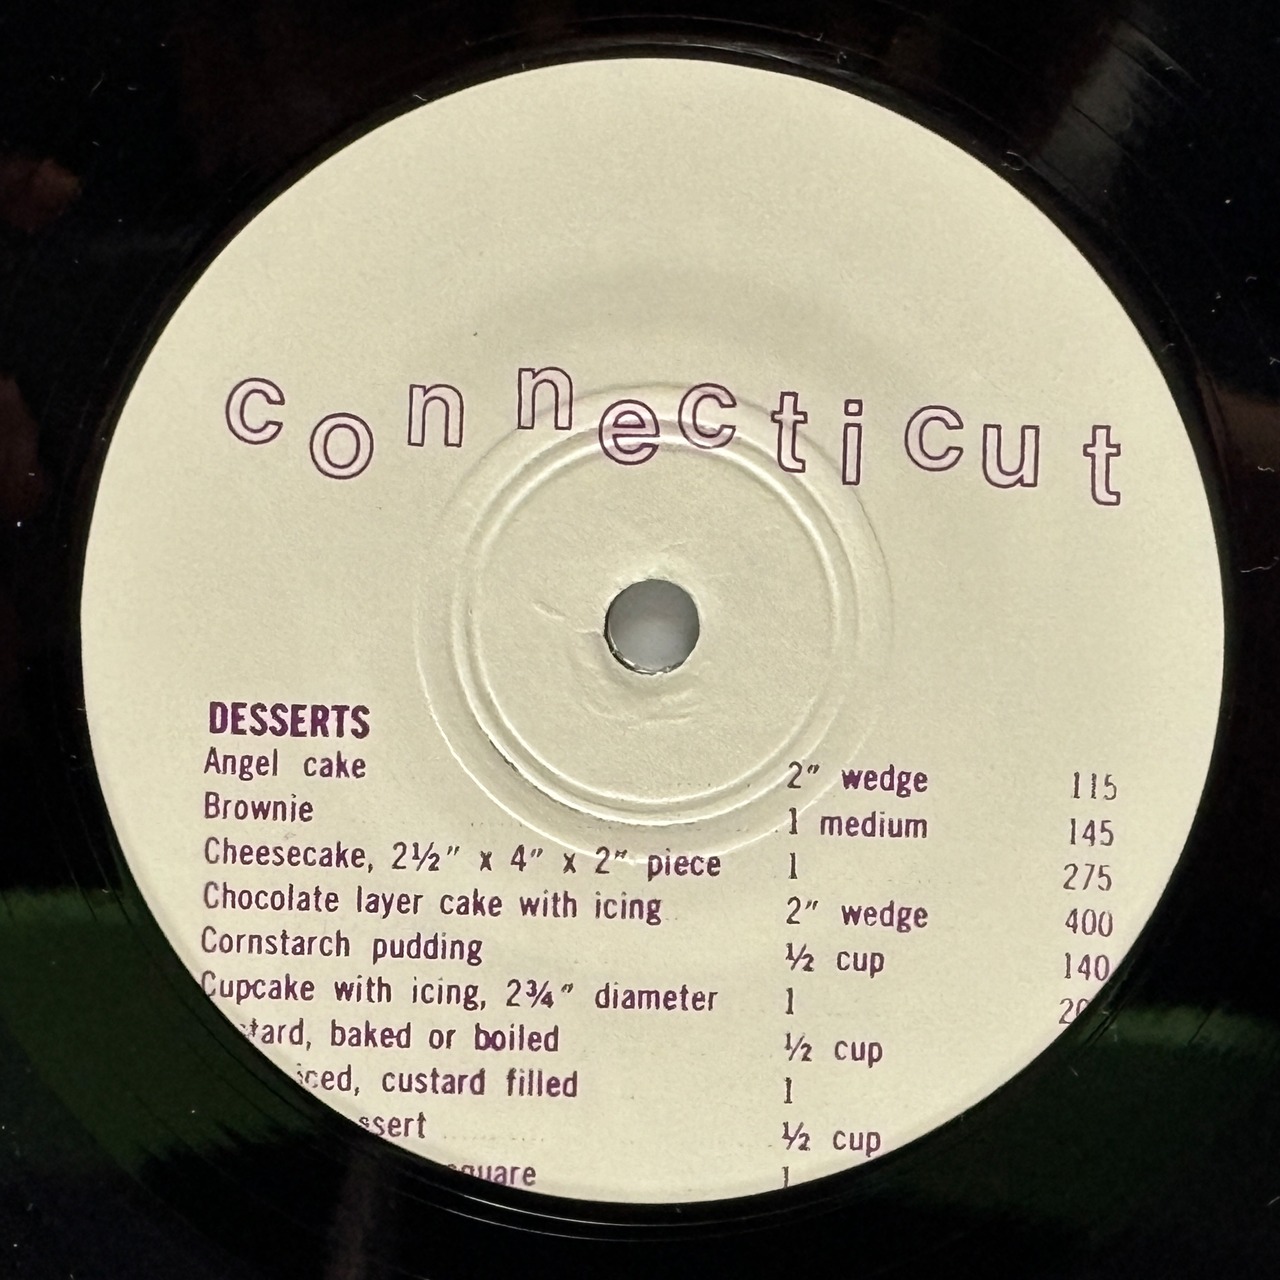 connecticut
DESSERTS
Angel cake 2" wedge 115
Brownie 1 medium 145
Cheesecake, 2½" x 4" x 2" piece 1 275
Chocolate layer cake with icing 2" wedge 400
Cornstarch pudding ½ cup 140
Cupcake with icing, 2¾" diameter 1
baked or boiled ½ cup
custard filled 1
½ cup
1